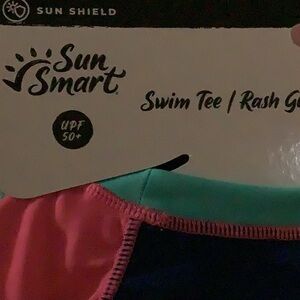 SUN SHIELD
Sun
Smart
Swim Tee / Rash
UPF
50+